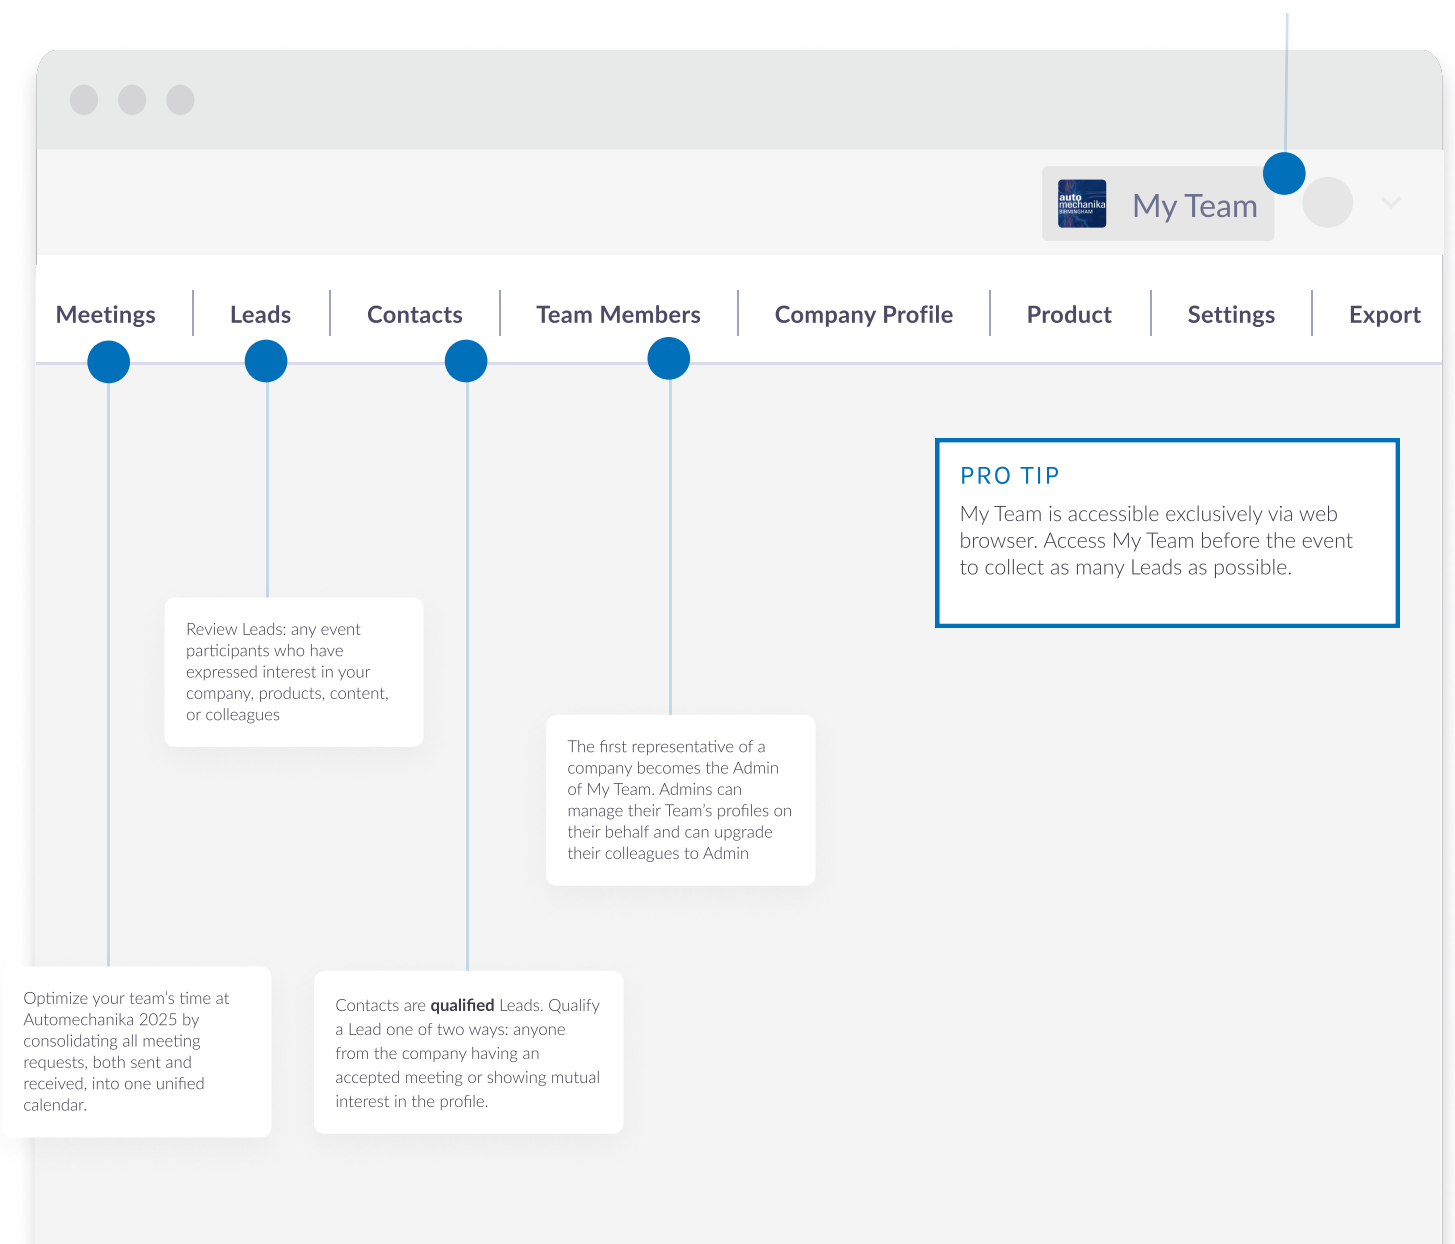 auto
mechanika
BIRMINGHAM
My Team
Meetings
Leads
Contacts
Team Members
Company Profile
Product
Settings
Export
PRO TIP
My Team is accessible exclusively via web
browser. Access My Team before the event
to collect as many Leads as possible.
Review Leads: any event
participants who have
expressed interest in your
company, products, content,
or colleagues
The first representative of a
company becomes the Admin
of My Team. Admins can
manage their Team’s profiles on
their behalf and can upgrade
their colleagues to Admin
Optimize your team’s time at
Automechanika 2025 by
consolidating all meeting
requests, both sent and
received, into one unified
calendar.
Contacts are qualified Leads. Qualify
a Lead one of two ways: anyone
from the company having an
accepted meeting or showing mutual
interest in the profile.